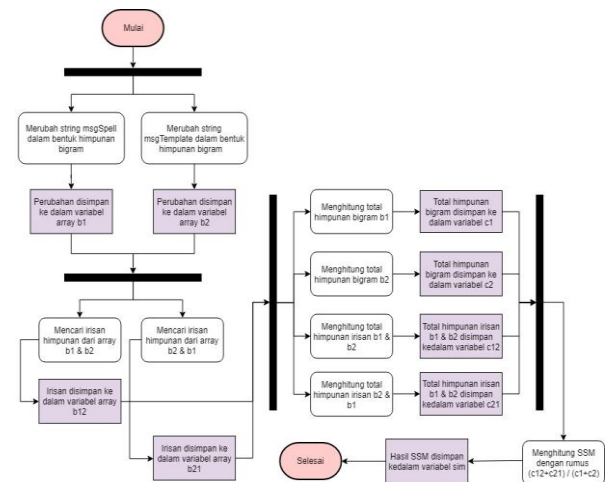 Mulai
Merubah string msgSpell
dalam bentuk himpunan
bigram
Merubah string
msgTemplate dalam bentuk
himpunan bigram
Perubahan disimpan
ke dalam variabel
array b1
Perubahan disimpan
ke dalam variabel
array b2
Mencari irisan
himpunan dari array
b1 & b2
Mencari irisan
himpunan dari array
b2 & b1
Irisan disimpan ke
dalam variabel array
b12
Irisan disimpan ke
dalam variabel array
b21
Menghitung total
himpunan bigram b1
Total himpunan
bigram disimpan ke
dalam variabel c1
Menghitung total
himpunan bigram b2
Total himpunan
bigram disimpan ke
dalam variabel c2
Menghitung total
himpunan irisan b1 &
b2
Total himpunan irisan
b1 & b2 disimpan
kedalam variabel c12
Menghitung total
himpunan irisan b2 &
b1
Total himpunan irisan
b1 & b2 disimpan
kedalam variabel c21
Menghitung SSM
dengan rumus
(c12+c21) / (c1+c2)
Hasil SSM disimpan
kedalam variabel sim
Selesai